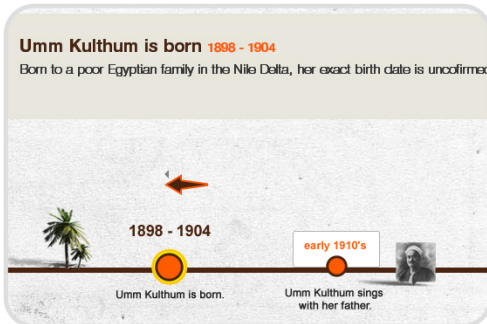 Umm Kulthum is born 1898 - 1904
Born to a poor Egyptian family in the Nile Delta, her exact birth date is uncofirmed
1898 - 1904
early 1910's
Umm Kulthum is born.
Umm Kulthum sings
with her father.